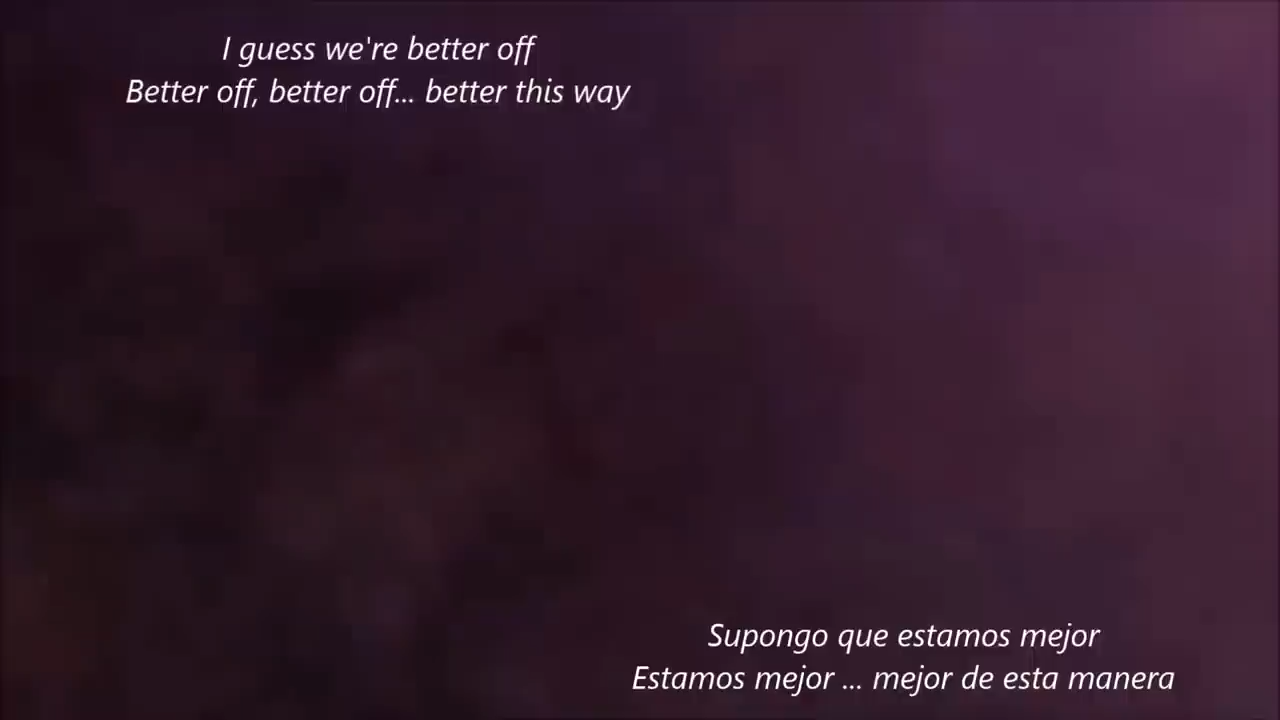 I guess we're better off
Better off, better off... better this way
Supongo que estamos mejor
Estamos mejor ... mejor de esta manera